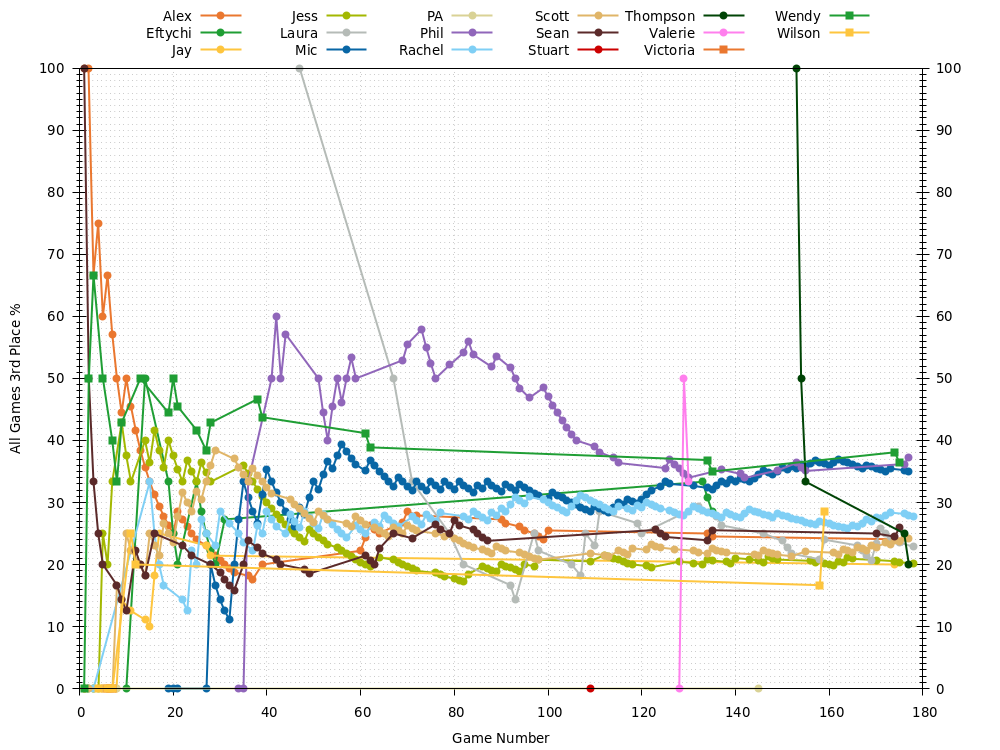 Alex Jess PA Scott Thompson Wendy
Eftychi Laura Phil Sean Valerie Wilson
Jay Mic Rachel Stuart Victoria
100 100
90 90
80 80
70 70
60 60
50 50
40 40
30 30
20 20
10 10
0 0
All Games 3rd Place %
0 20 40 60 80 100 120 140 160 180
Game Number